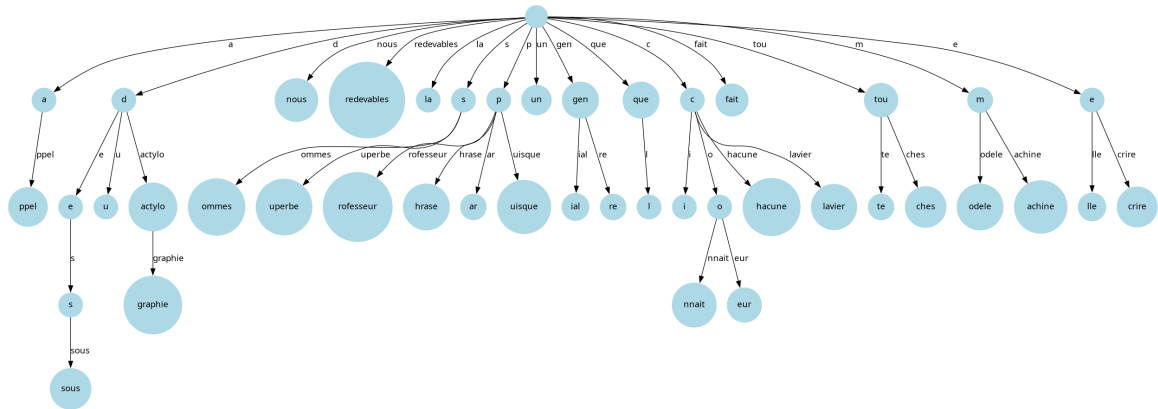 a d nous redevables la s p un gen que c fait tou m e
a d nous redevables la s p un gen que c fait tou m e
ppel e u actylo ommes uperbe rofesseur hrase ar uisque ial re l i o hacune lavier te ches odele achine lle crire
ppel e u actylo ommes uperbe rofesseur hrase ar uisque ial re l i o hacune lavier te ches odele achine lle crire
s graphie nnait eur
s graphie nnait eur
sous
sous